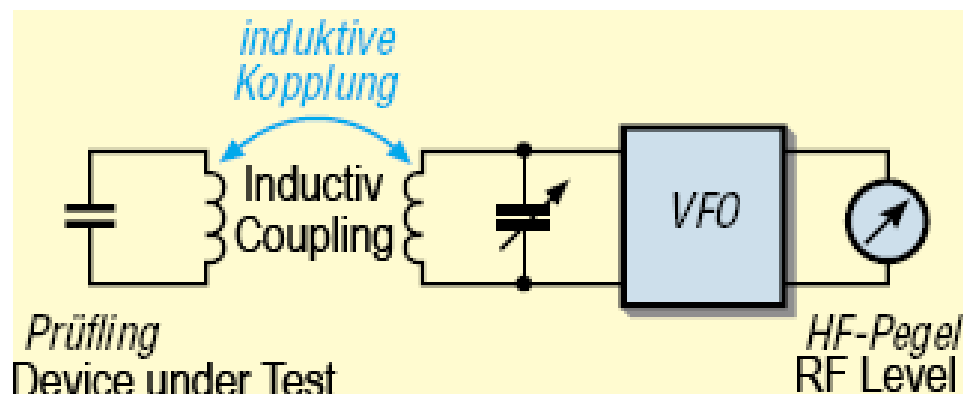 induktive
Kopplung
Inductiv
Coupling
VFO
Prüfling
Device under Test
HF-Pegel
RF Level